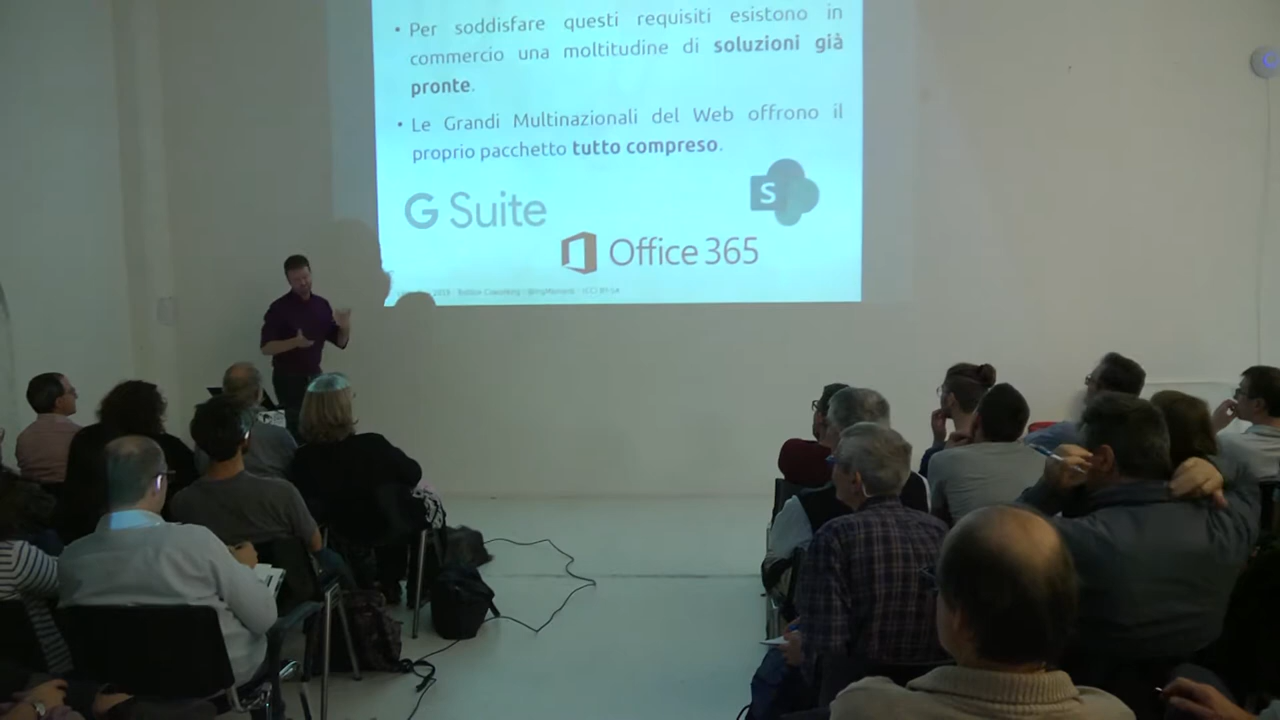 • Per soddisfare questi requisiti esistono in
commercio una moltitudine di soluzioni già
pronte.
• Le Grandi Multinazionali del Web offrono il
proprio pacchetto tutto compreso.
G Suite
S
Office 365